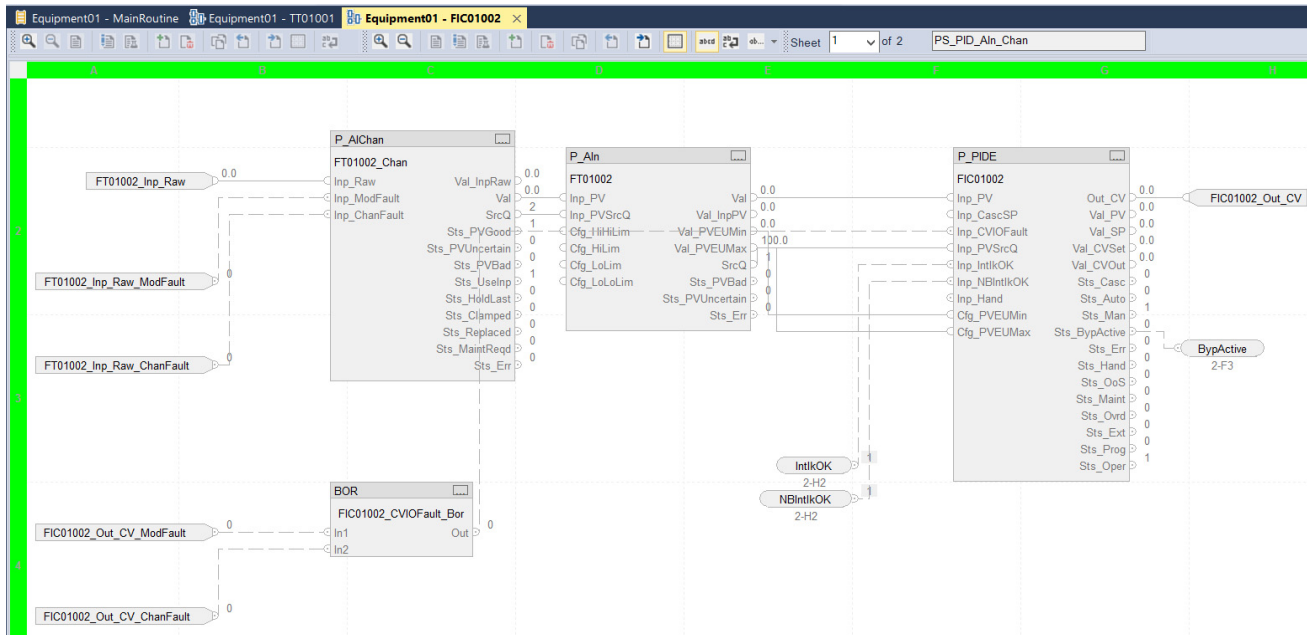 Equipment01 - MainRoutine Equipment01 - TT01001 Equipment01 - FIC01002 ×
abcd ab... Sheet 1 of 2 PS_PID_AIn_Chan
A B C D E F G H
2
3
4
FT01002_Inp_Raw 0.0
FT01002_Inp_Raw_ModFault 0
FT01002_Inp_Raw_ChanFault 0
P_AIChan
FT01002_Chan
Inp_Raw Val_InpRaw 0.0
Inp_ModFault Val 0.0
Inp_ChanFault SrcQ 2
Sts_PVGood 1
Sts_PVUncertain 0
Sts_PVBad 0
Sts_UseInp 1
Sts_HoldLast 0
Sts_Clamped 0
Sts_Replaced 0
Sts_MaintReqd 0
Sts_Err 0
P_AIn
FT01002
Inp_PV Val 0.0
Inp_PVSrcQ Val_InpPV 0.0
Cfg_HiHiLim Val_PVEUMin 0.0
Cfg_HiLim Val_PVEUMax 100.0
Cfg_LoLim SrcQ 1
Cfg_LoLoLim Sts_PVBad 0
Sts_PVUncertain 0
Sts_Err 0
P_PIDE
FIC01002
Inp_PV Out_CV 0.0
Inp_CascSP Val_PV 0.0
Inp_CVIOFault Val_SP 0.0
Inp_PVSrcQ Val_CVSet 0.0
Inp_IntlkOK Val_CVOut 0.0
Inp_NBIntlkOK Sts_Casc 0
Inp_Hand Sts_Auto 0
Cfg_PVEUMin Sts_Man 1
Cfg_PVEUMax Sts_BypActive 0
Sts_Err 0
Sts_Hand 0
Sts_OoS 0
Sts_Maint 0
Sts_Ovrd 0
Sts_Ext 0
Sts_Prog 0
Sts_Oper 1
FIC01002_Out_CV
BypActive
2-F3
IntlkOK 1
2-H2
NBIntlkOK 1
2-H2
BOR
FIC01002_CVIOFault_Bor
In1 Out 0
In2
FIC01002_Out_CV_ModFault 0
FIC01002_Out_CV_ChanFault 0